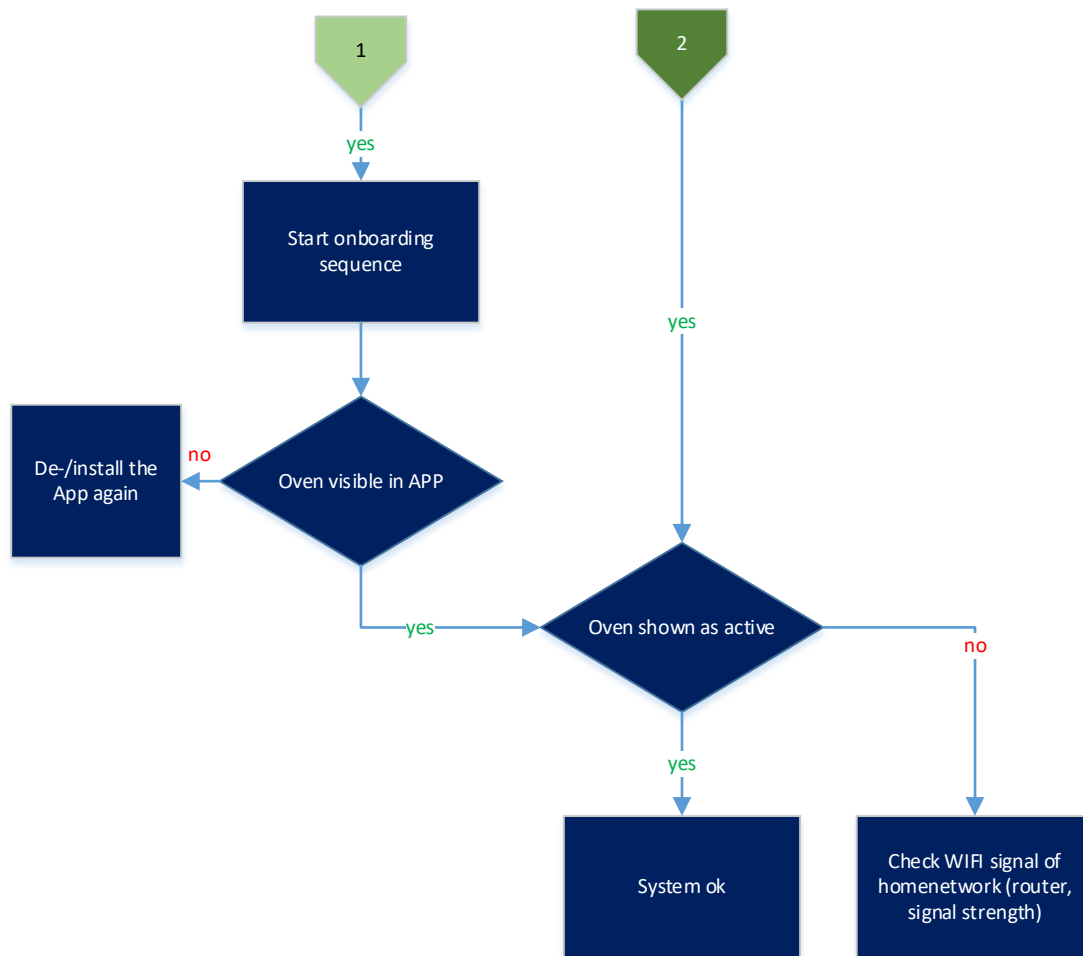 1
2
yes
Start onboarding
sequence
yes
De-/install the
App again
no
Oven visible in APP
yes
Oven shown as active
no
yes
System ok
Check WIFI signal of
homenetwork (router,
signal strength)